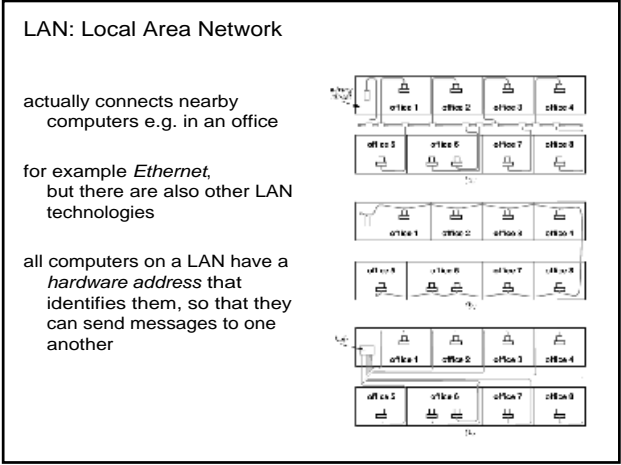 LAN: Local Area Network
actually connects nearby
computers e.g. in an office
for example Ethernet,
but there are also other LAN
technologies
all computers on a LAN have a
hardware address that
identifies them, so that they
can send messages to one
another
office 1 office 2 office 3 office 4
office 5 office 6 office 7 office 8
office 1 office 2 office 3 office 4
office 5 office 6 office 7 office 8
office 1 office 2 office 3 office 4
office 5 office 6 office 7 office 8